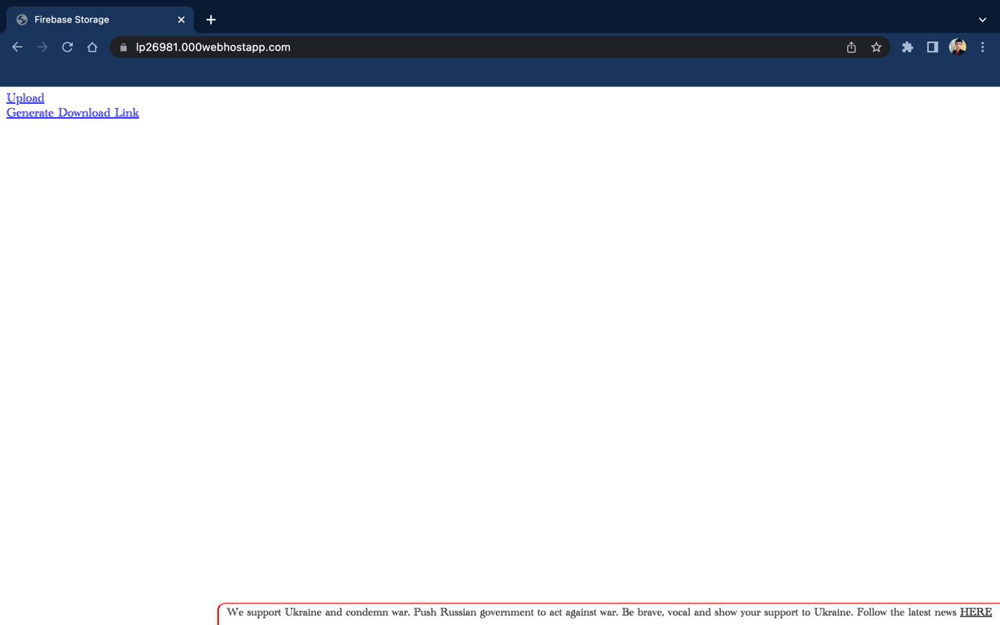 Firebase Storage
lp26981.000webhostapp.com
Upload
Generate Download Link
We support Ukraine and condemn war. Push Russian government to act against war. Be brave, vocal and show your support to Ukraine. Follow the latest news HERE